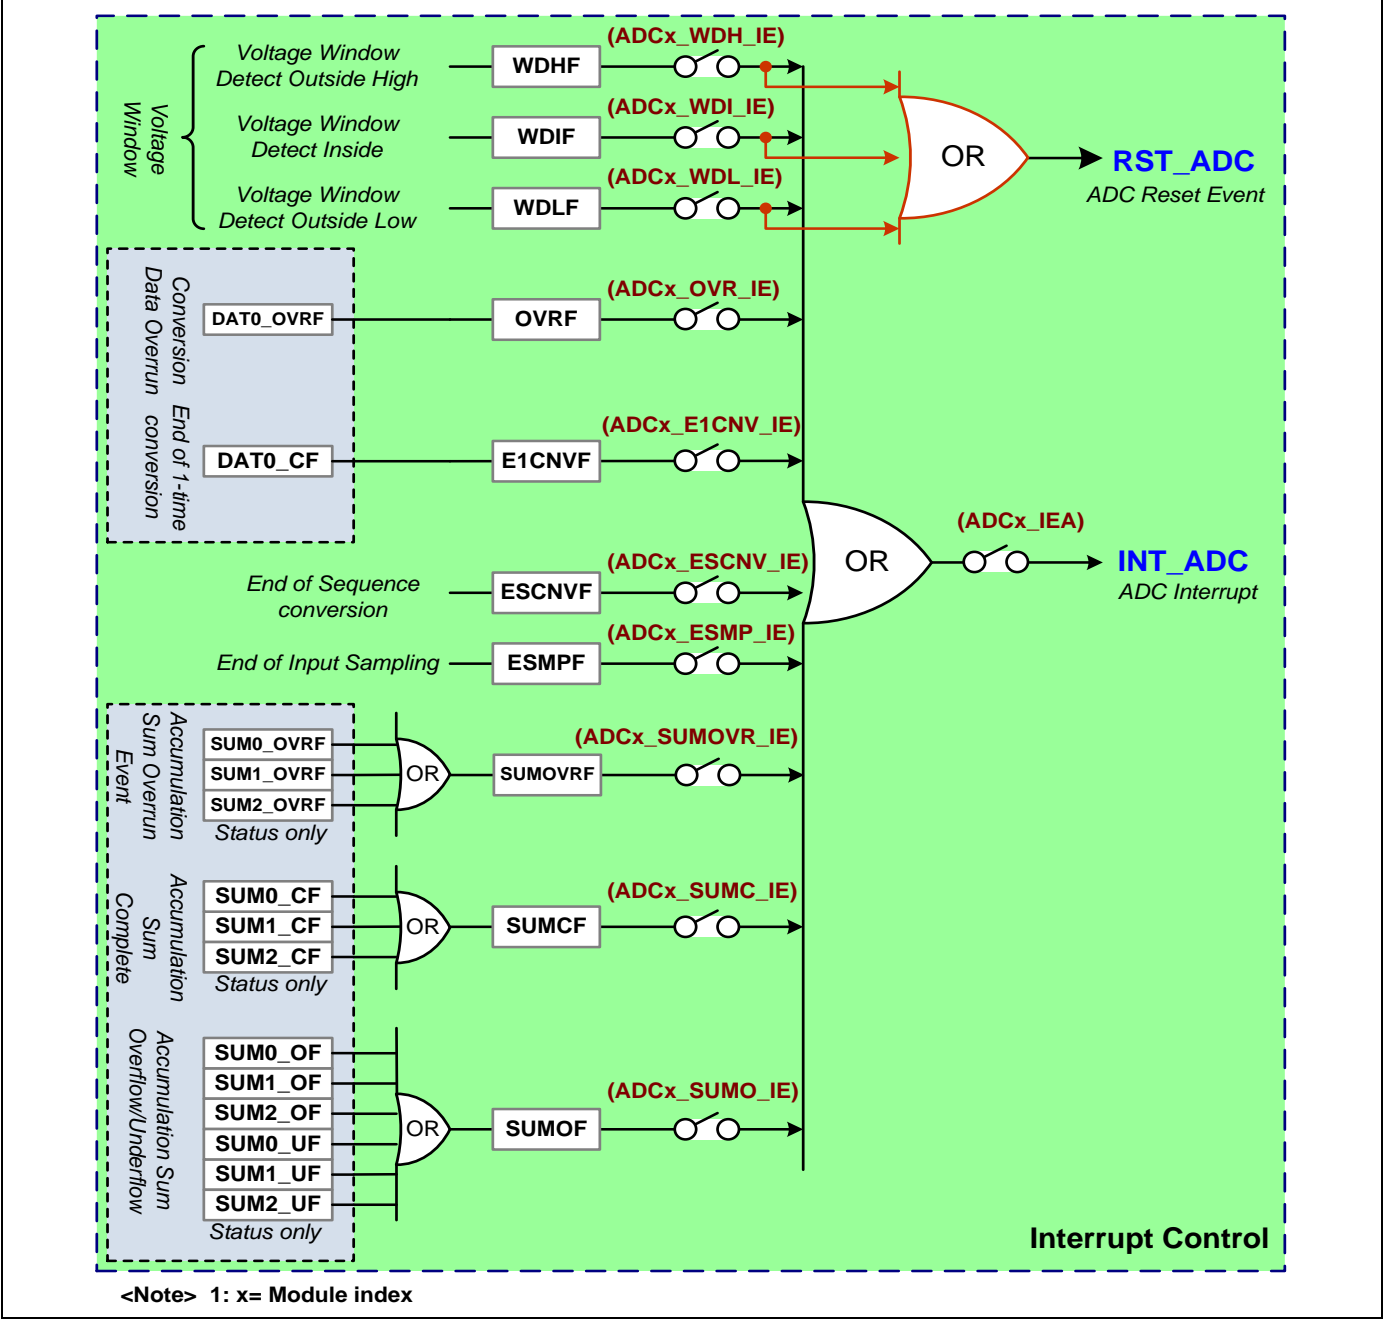 Voltage
Window
Voltage Window
Detect Outside High
WDHF
(ADCx_WDH_IE)
Voltage Window
Detect Inside
WDIF
(ADCx_WDI_IE)
Voltage Window
Detect Outside Low
WDLF
(ADCx_WDL_IE)
OR
RST_ADC
ADC Reset Event
Conversion
Data Overrun
DAT0_OVRF
OVRF
(ADCx_OVR_IE)
End of 1-time
conversion
DAT0_CF
E1CNVF
(ADCx_E1CNV_IE)
OR
(ADCx_IEA)
INT_ADC
ADC Interrupt
End of Sequence
conversion
ESCNVF
(ADCx_ESCNV_IE)
End of Input Sampling
ESMPF
(ADCx_ESMP_IE)
Accumulation
Sum Overrun
Event
SUM0_OVRF
SUM1_OVRF
SUM2_OVRF
Status only
OR
SUMOVRF
(ADCx_SUMOVR_IE)
Accumulation
Sum
Complete
SUM0_CF
SUM1_CF
SUM2_CF
Status only
OR
SUMCF
(ADCx_SUMC_IE)
Accumulation Sum
Overflow/Underflow
SUM0_OF
SUM1_OF
SUM2_OF
SUM0_UF
SUM1_UF
SUM2_UF
Status only
OR
SUMOF
(ADCx_SUMO_IE)
Interrupt Control
<Note> 1: x= Module index